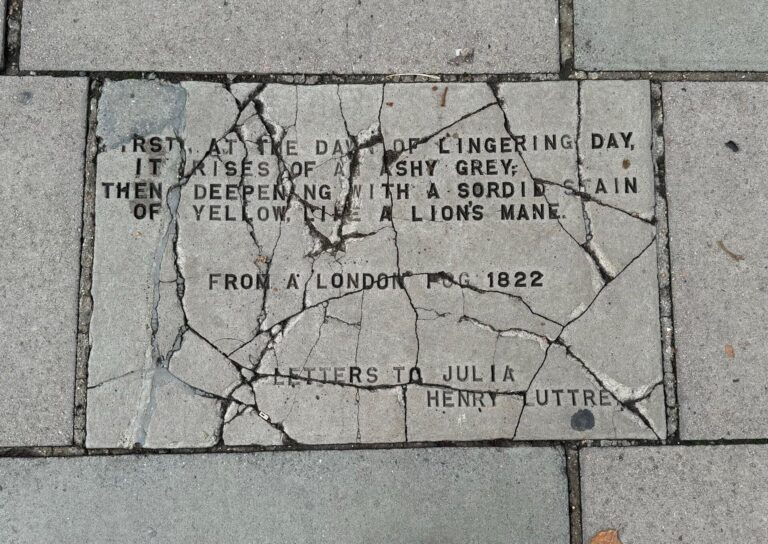 FIRST, AT THE DAWN OF LINGERING DAY,
IT RISES OF AN ASHY GREY;
THEN DEEPENING WITH A SORDID STAIN
OF YELLOW, LIKE A LION'S MANE.
FROM A LONDON FOG 1822
LETTERS TO JULIA
HENRY LUTTRE